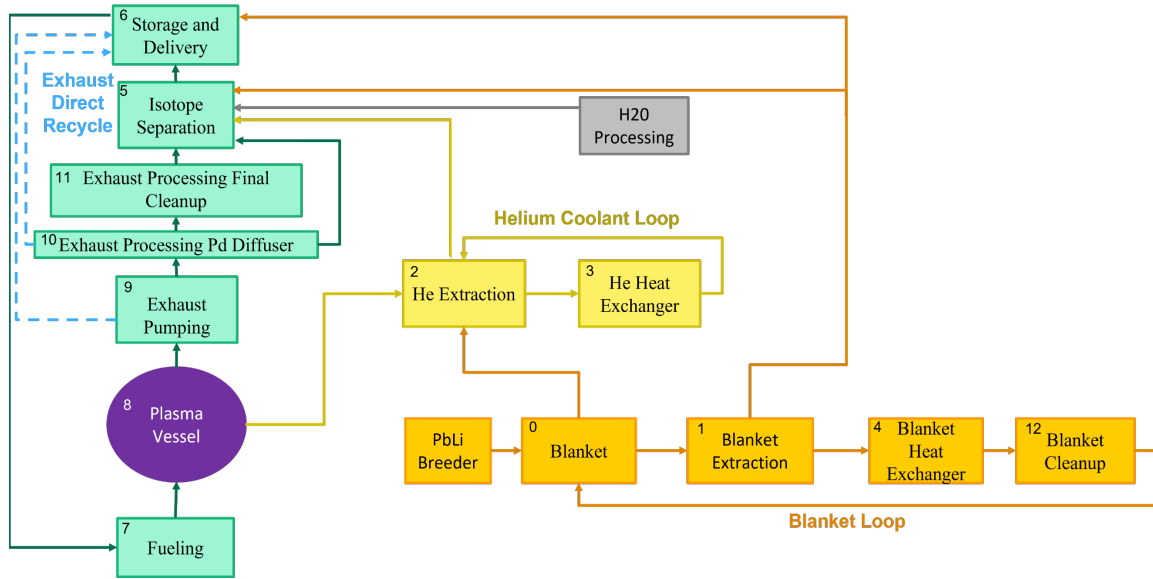 6
Storage and
Delivery
Exhaust
Direct
Recycle
5
Isotope
Separation
H20
Processing
11
Exhaust Processing Final
Cleanup
10
Exhaust Processing Pd Diffuser
Helium Coolant Loop
9
Exhaust
Pumping
2
He Extraction
3
He Heat
Exchanger
8
Plasma
Vessel
PbLi
Breeder
0
Blanket
1
Blanket
Extraction
4
Blanket
Heat
Exchanger
12
Blanket
Cleanup
Blanket Loop
7
Fueling